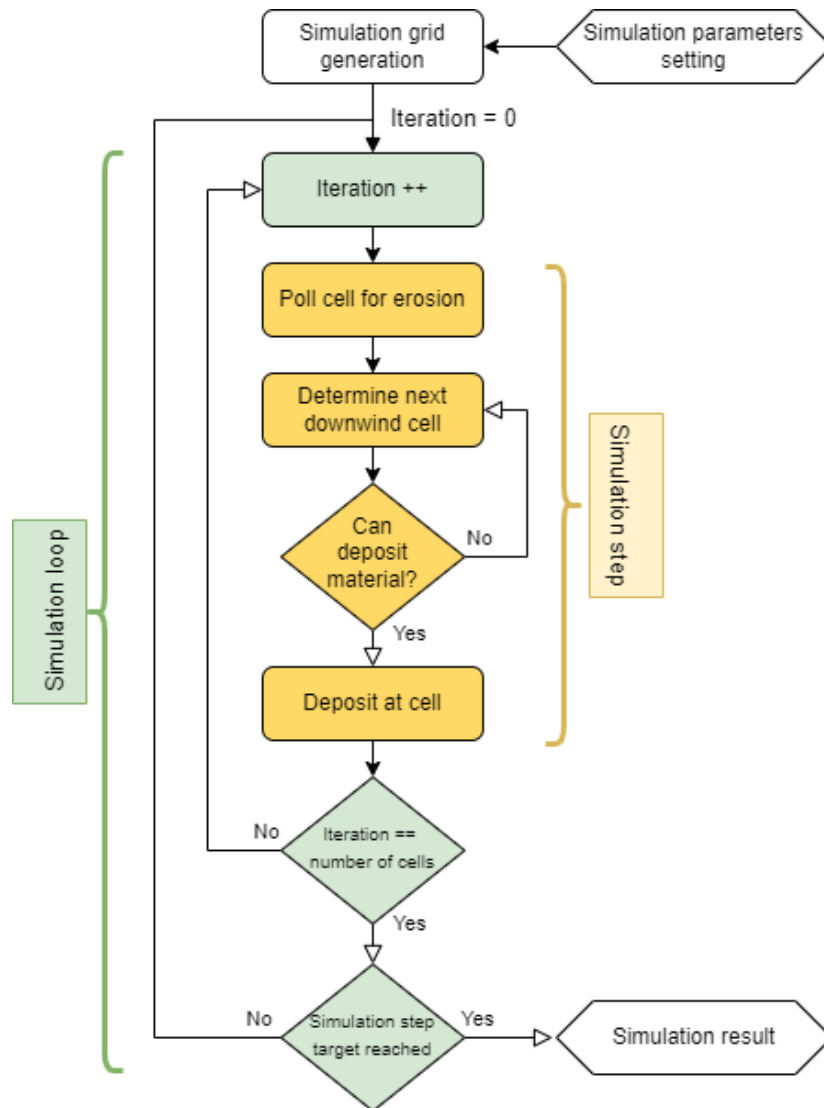 Simulation grid
generation
Simulation parameters
setting
Iteration = 0
Iteration ++
Poll cell for erosion
Determine next
downwind cell
Can
deposit
material?
No
Yes
Deposit at cell
Simulation step
Simulation loop
Iteration ==
number of cells
No
Yes
Simulation step
target reached
No
Yes
Simulation result